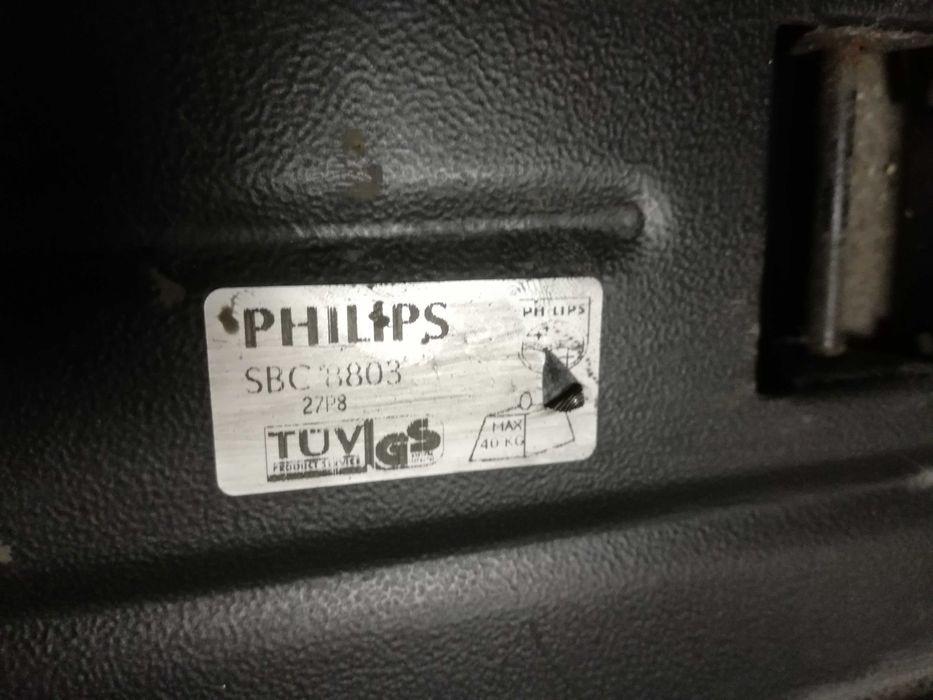 PHILIPS
PHILIPS
SBC 8803
27P8
TÜV GS
PRODUCT SERVICE
MAX
40 KG